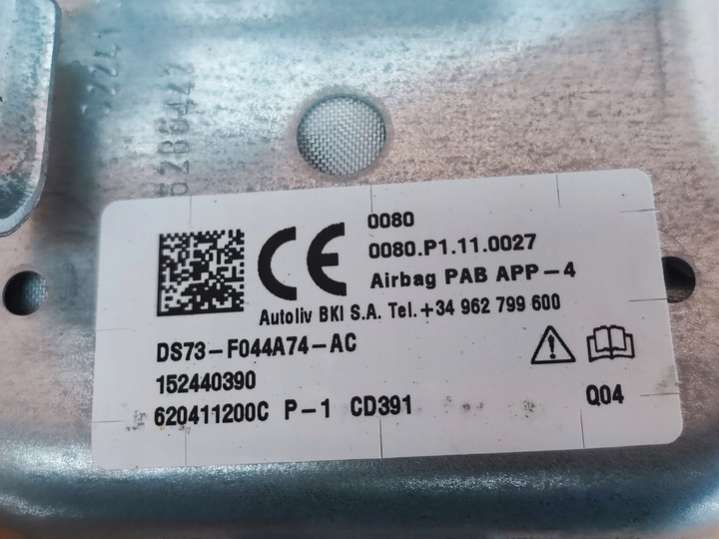 CE
0080
0080.P1.11.0027
Airbag PAB APP-4
Autoliv BKI S.A. Tel.+34 962 799 600
DS73-F044A74-AC
152440390
620411200C P-1 CD391
Q04